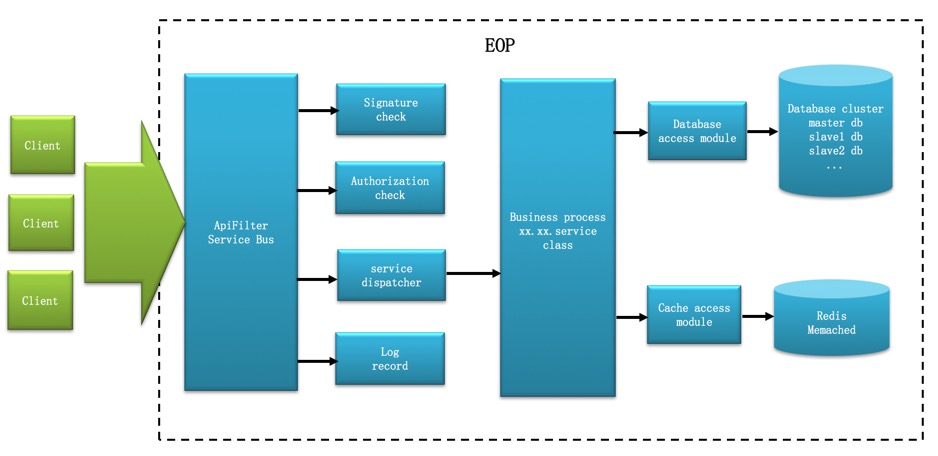 EOP
Client
Client
Client
ApiFilter
Service Bus
Signature
check
Authorization
check
service
dispatcher
Log
record
Business process
xx.xx.service
class
Database
access module
Cache access
module
Database cluster
master db
slave1 db
slave2 db
...
Redis
Memached